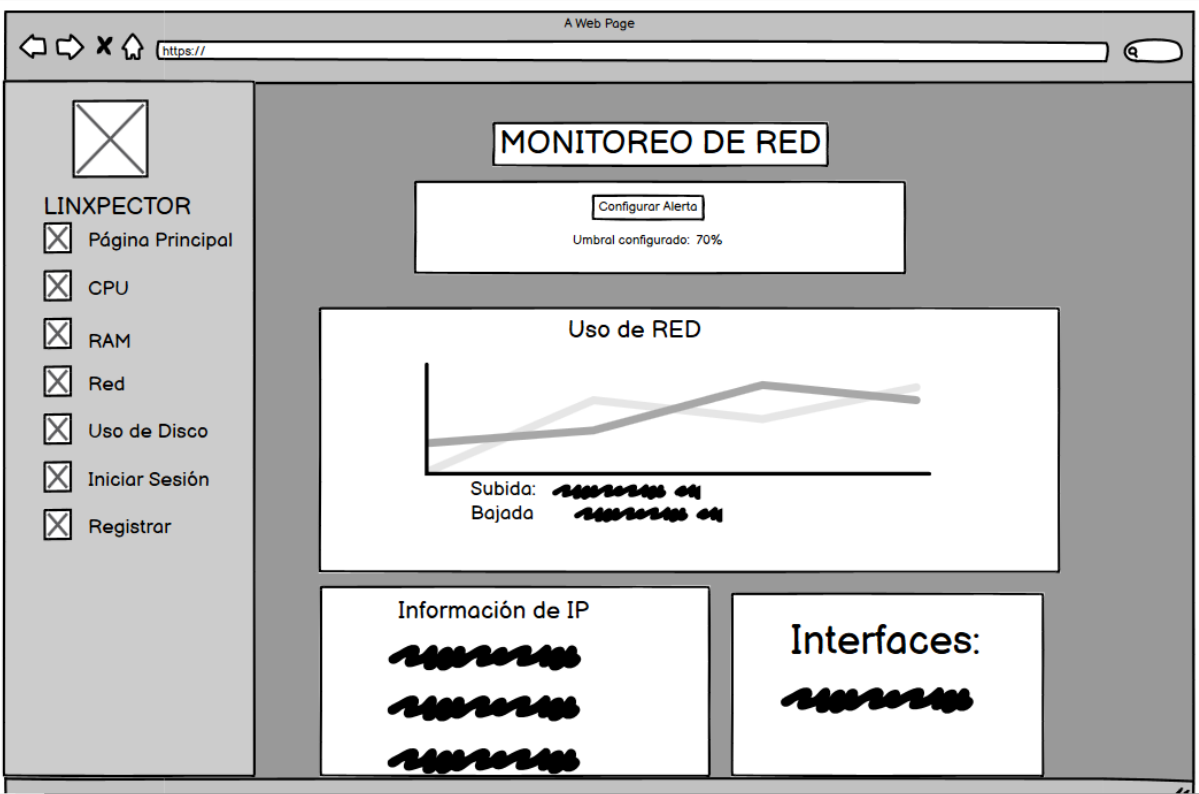 A Web Page
https://
LINXPECTOR
Página Principal
CPU
RAM
Red
Uso de Disco
Iniciar Sesión
Registrar
MONITOREO DE RED
Configurar Alerta
Umbral configurado: 70%
Uso de RED
Subida:
Bajada
Información de IP
Interfaces: